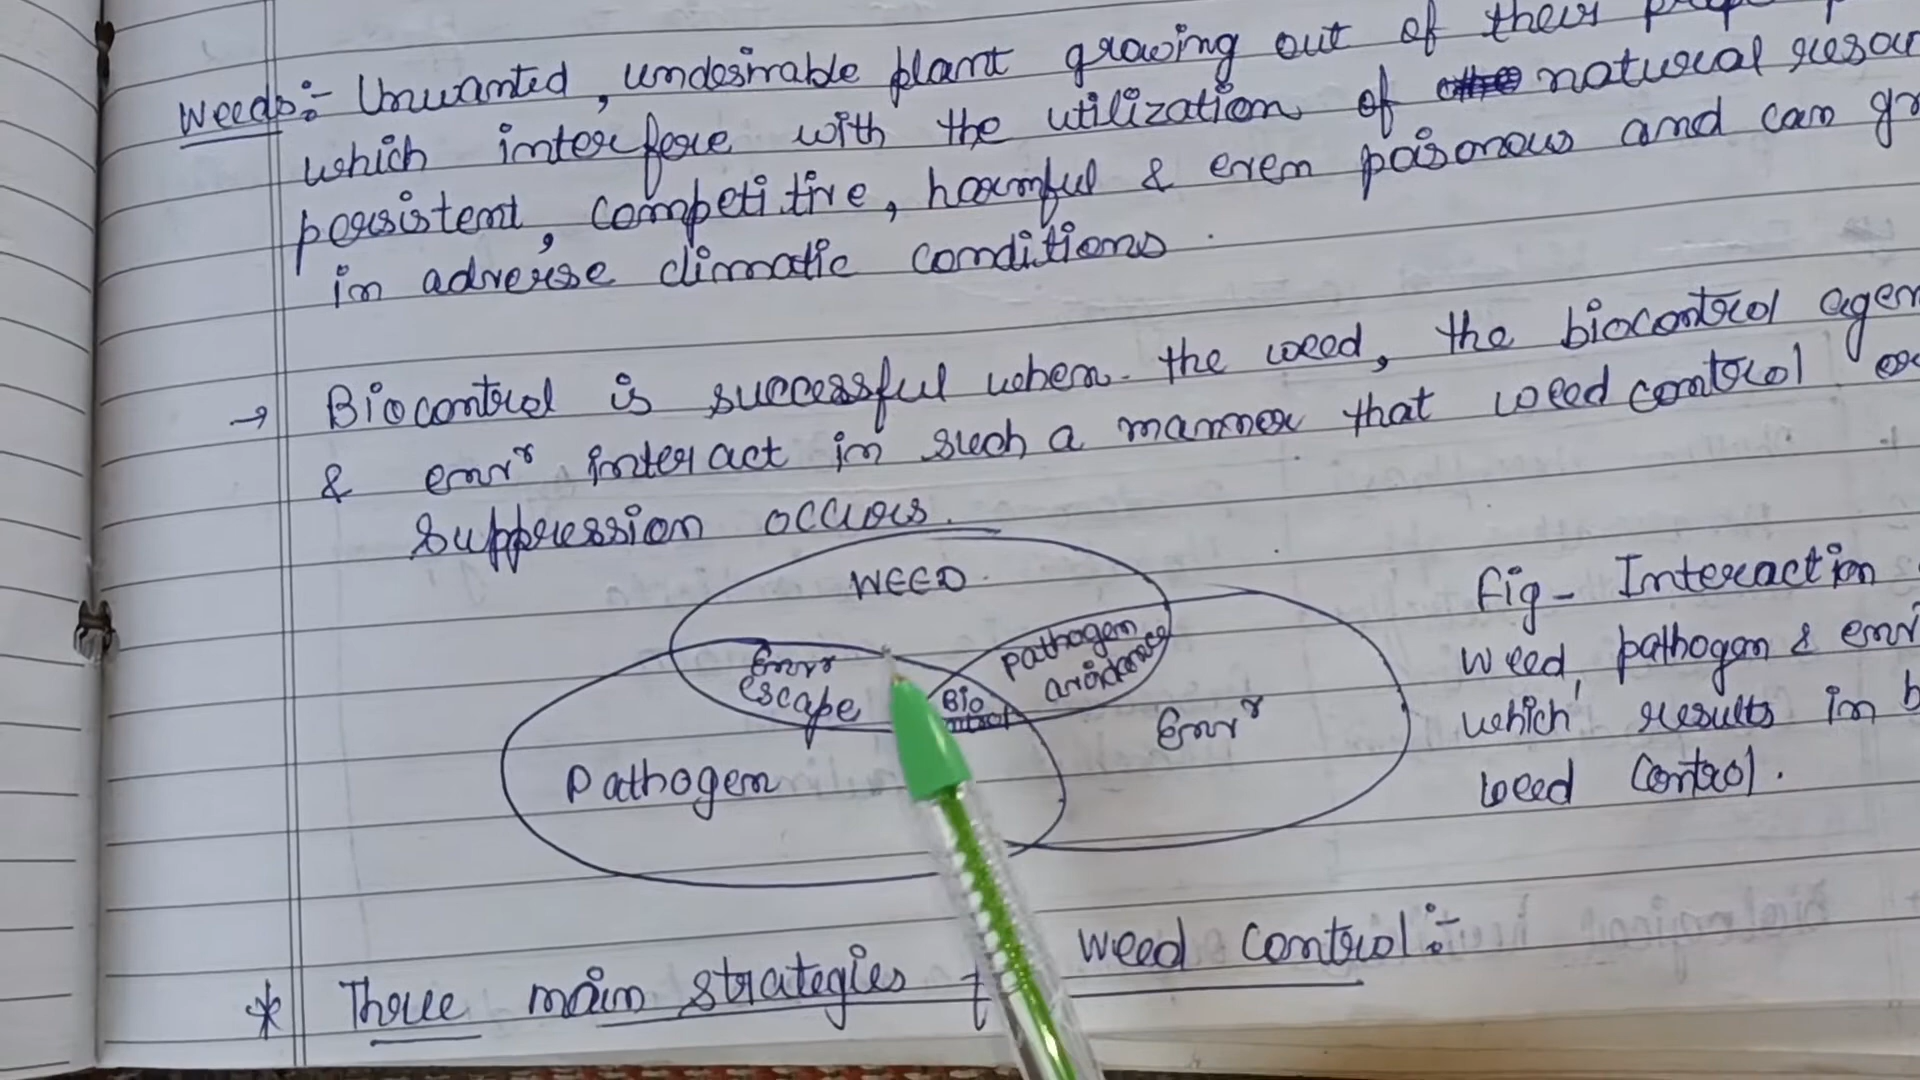 Weeds:- Unwanted, undesirable plant growing out of their
which interfere with the utilization of natural
persistent, competitive, harmful & even poisonous and can
in adverse climatic conditions.
→ Biocontrol is successful when the weed, the biocontrol
& envr interact in such a manner that weed control
suppression occurs.
WEED
Envr
escape
Pathogen
avoidance
Bio
control
Envr
Pathogen
Fig - Interaction
weed, pathogen &
which results in
weed control.
* Three main strategies weed control:-